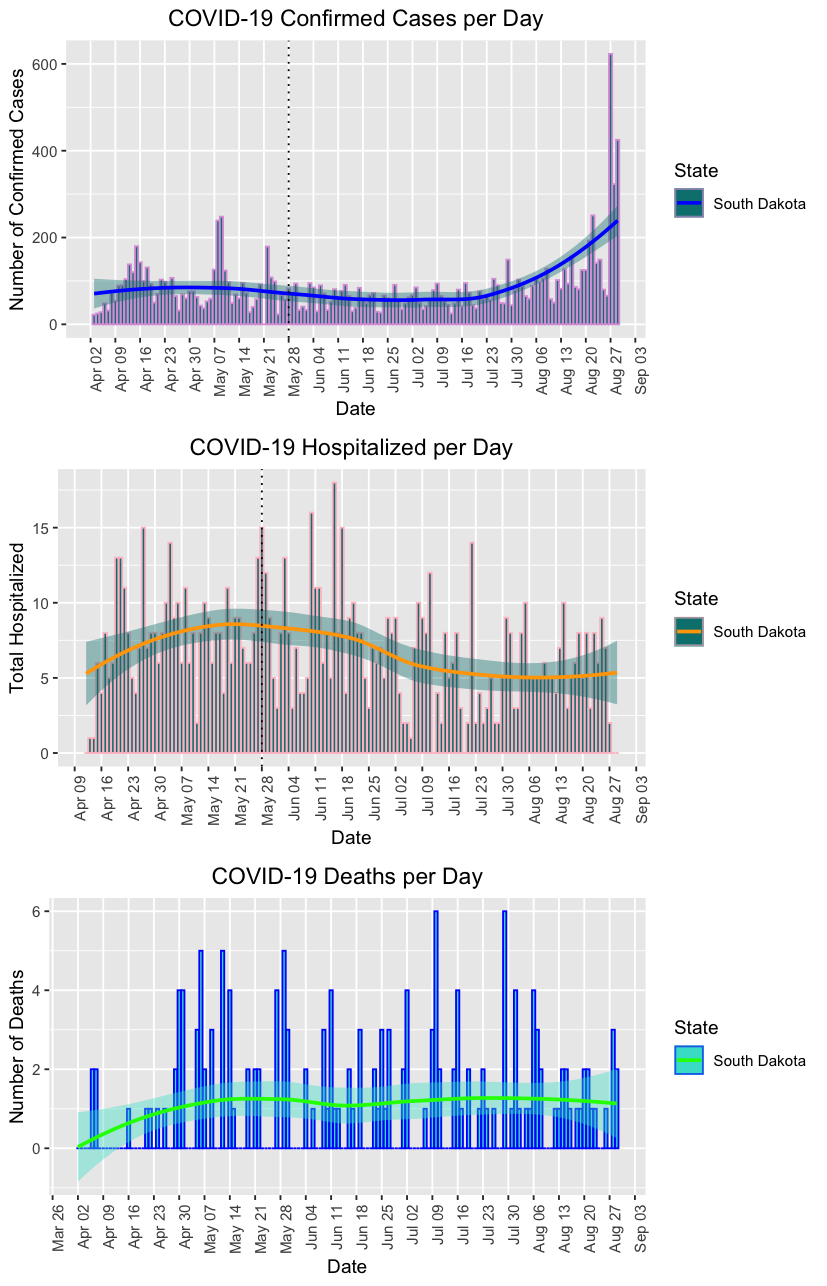 COVID-19 Confirmed Cases per Day
Number of Confirmed Cases
600
400
200
0
Apr 02
Apr 09
Apr 16
Apr 23
Apr 30
May 07
May 14
May 21
May 28
Jun 04
Jun 11
Jun 18
Jun 25
Jul 02
Jul 09
Jul 16
Jul 23
Jul 30
Aug 06
Aug 13
Aug 20
Aug 27
Sep 03
Date
State
South Dakota
COVID-19 Hospitalized per Day
Total Hospitalized
15
10
5
0
Apr 09
Apr 16
Apr 23
Apr 30
May 07
May 14
May 21
May 28
Jun 04
Jun 11
Jun 18
Jun 25
Jul 02
Jul 09
Jul 16
Jul 23
Jul 30
Aug 06
Aug 13
Aug 20
Aug 27
Sep 03
Date
State
South Dakota
COVID-19 Deaths per Day
Number of Deaths
6
4
2
0
Mar 26
Apr 02
Apr 09
Apr 16
Apr 23
Apr 30
May 07
May 14
May 21
May 28
Jun 04
Jun 11
Jun 18
Jun 25
Jul 02
Jul 09
Jul 16
Jul 23
Jul 30
Aug 06
Aug 13
Aug 20
Aug 27
Sep 03
Date
State
South Dakota